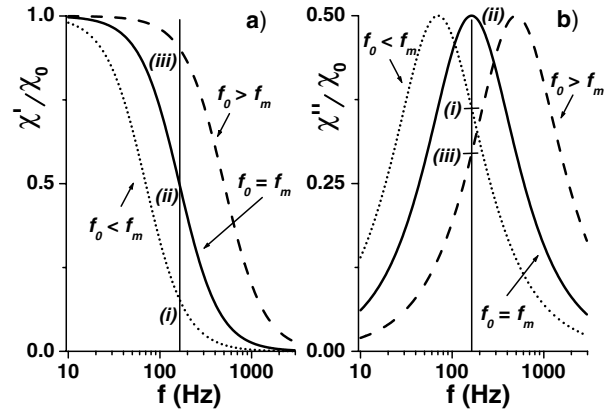 a)
1.0
0.5
0.0
χ'/χ0
(iii)
f0 > fm
(ii)
f0 = fm
f0 < fm
(i)
10
100
1000
f (Hz)
b)
0.50
0.25
0.00
χ''/χ0
f0 < fm
(ii)
f0 > fm
(i)
(iii)
f0 = fm
10
100
1000
f (Hz)